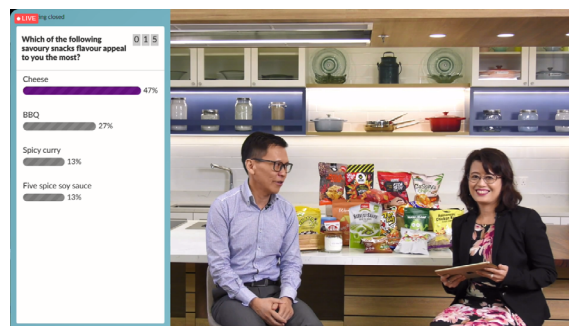 LIVE
ng closed
Which of the following
savoury snacks flavour appeal
to you the most?
0 1 5
Cheese
47%
BBQ
27%
Spicy curry
13%
Five spice soy sauce
13%